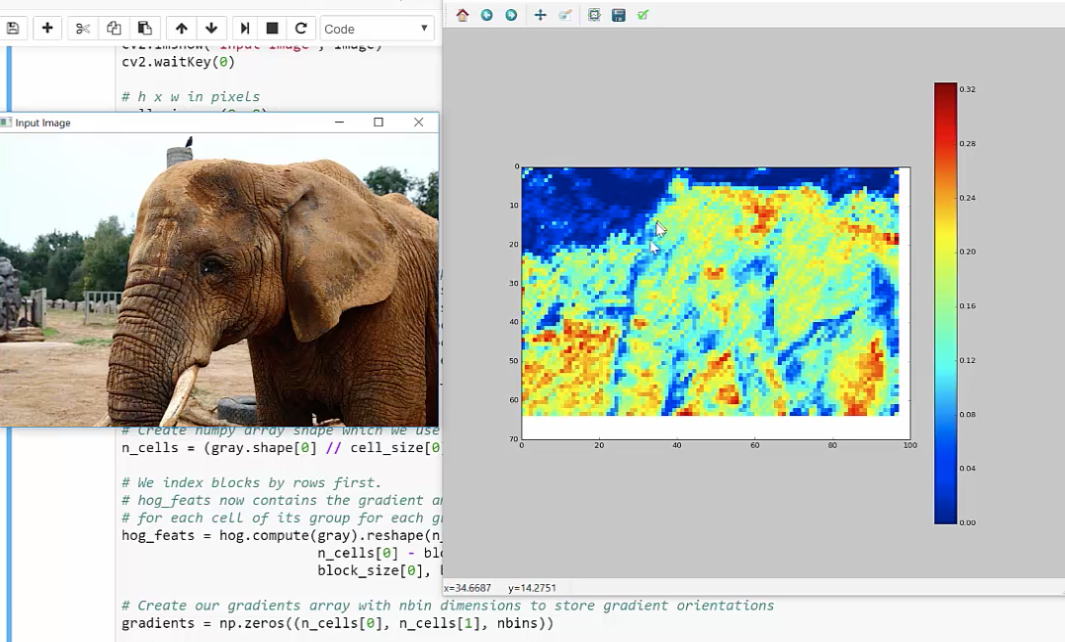 Code
cv2.imshow('Input Image', image)
cv2.waitKey(0)
# h x w in pixels
Input Image
# Create numpy array shape which we use
n_cells = (gray.shape[0] // cell_size[0
# We index blocks by rows first.
# hog_feats now contains the gradient a
# for each cell of its group for each g
hog_feats = hog.compute(gray).reshape(n_
n_cells[0] - blo
block_size[0], b
# Create our gradients array with nbin dimensions to store gradient orientations
gradients = np.zeros((n_cells[0], n_cells[1], nbins))
0
10
20
30
40
50
60
70
0
20
40
60
80
100
0.32
0.28
0.24
0.20
0.16
0.12
0.08
0.04
0.00
x=34.6687 y=14.2751